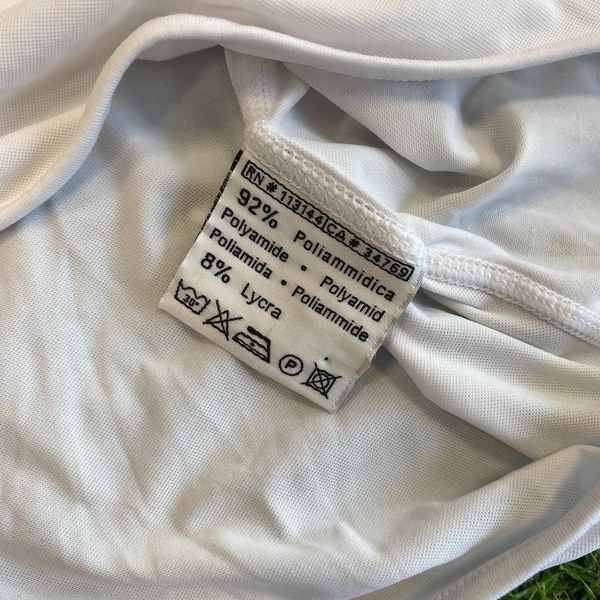 RN # 113144 CA # 34769
92% Poliammidica
Polyamide • Polyamid
Poliamida • Poliammide
8% Lycra
30°
P